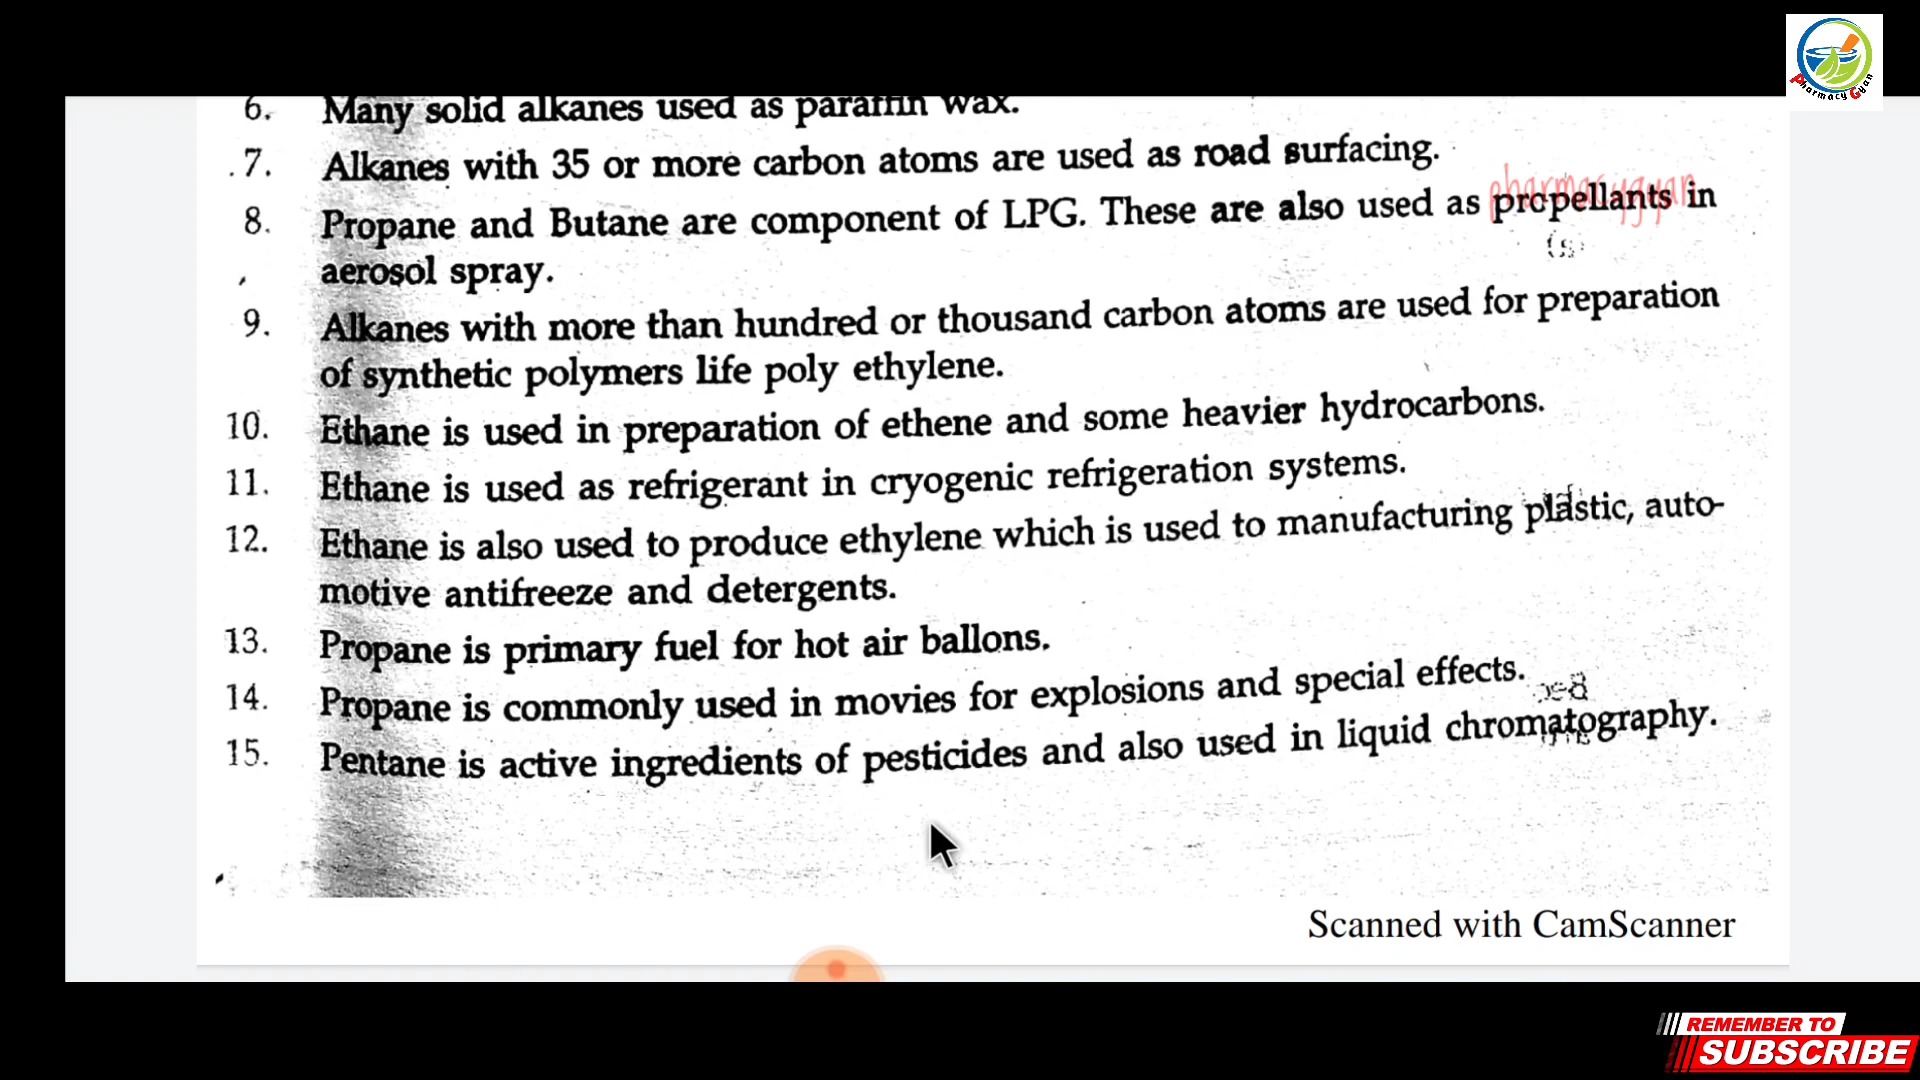 Pharmacy Gyan
6. Many solid alkanes used as paraffin wax.
7. Alkanes with 35 or more carbon atoms are used as road surfacing.
pharmacygyan
8. Propane and Butane are component of LPG. These are also used as propellants in
aerosol spray.
9. Alkanes with more than hundred or thousand carbon atoms are used for preparation
of synthetic polymers life poly ethylene.
10. Ethane is used in preparation of ethene and some heavier hydrocarbons.
11. Ethane is used as refrigerant in cryogenic refrigeration systems.
12. Ethane is also used to produce ethylene which is used to manufacturing plastic, auto-
motive antifreeze and detergents.
13. Propane is primary fuel for hot air ballons.
14. Propane is commonly used in movies for explosions and special effects.
15. Pentane is active ingredients of pesticides and also used in liquid chromatography.
Scanned with CamScanner
REMEMBER TO
SUBSCRIBE